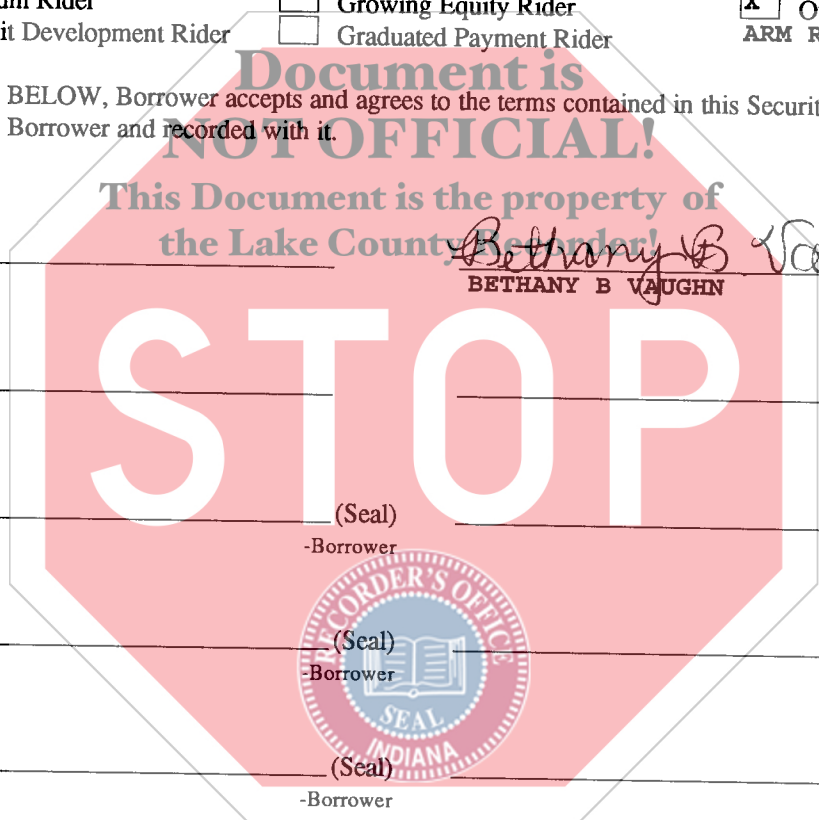 Rider
Growing Equity Rider
X
it Development Rider
Graduated Payment Rider
ARM R
Document is
BELOW, Borrower accepts and agrees to the terms contained in this Securit
Borrower and recorded with it.
NOT OFFICIAL!
This Document is the property of
the Lake County Recorder!
Bethany B Va
BETHANY B VAUGHN
STOP
(Seal)
-Borrower
RECORDER'S OFFICE
(Seal)
-Borrower
SEAL
INDIANA
(Seal)
-Borrower